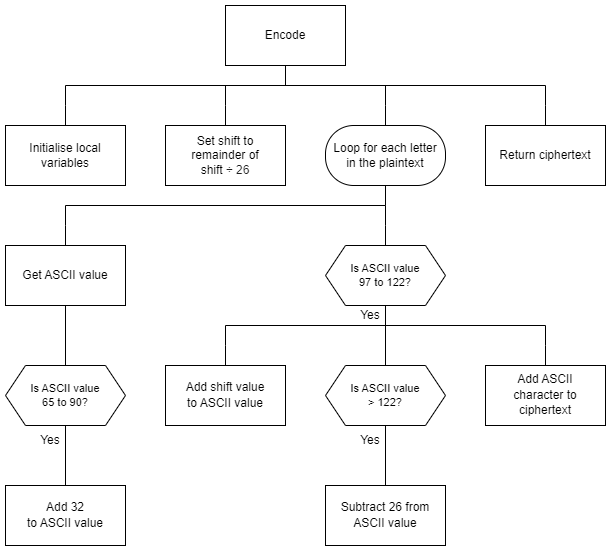 Encode
Initialise local
variables
Set shift to
remainder of
shift ÷ 26
Loop for each letter
in the plaintext
Return ciphertext
Get ASCII value
Is ASCII value
97 to 122?
Yes
Is ASCII value
65 to 90?
Add shift value
to ASCII value
Is ASCII value
> 122?
Add ASCII
character to
ciphertext
Yes
Yes
Add 32
to ASCII value
Subtract 26 from
ASCII value